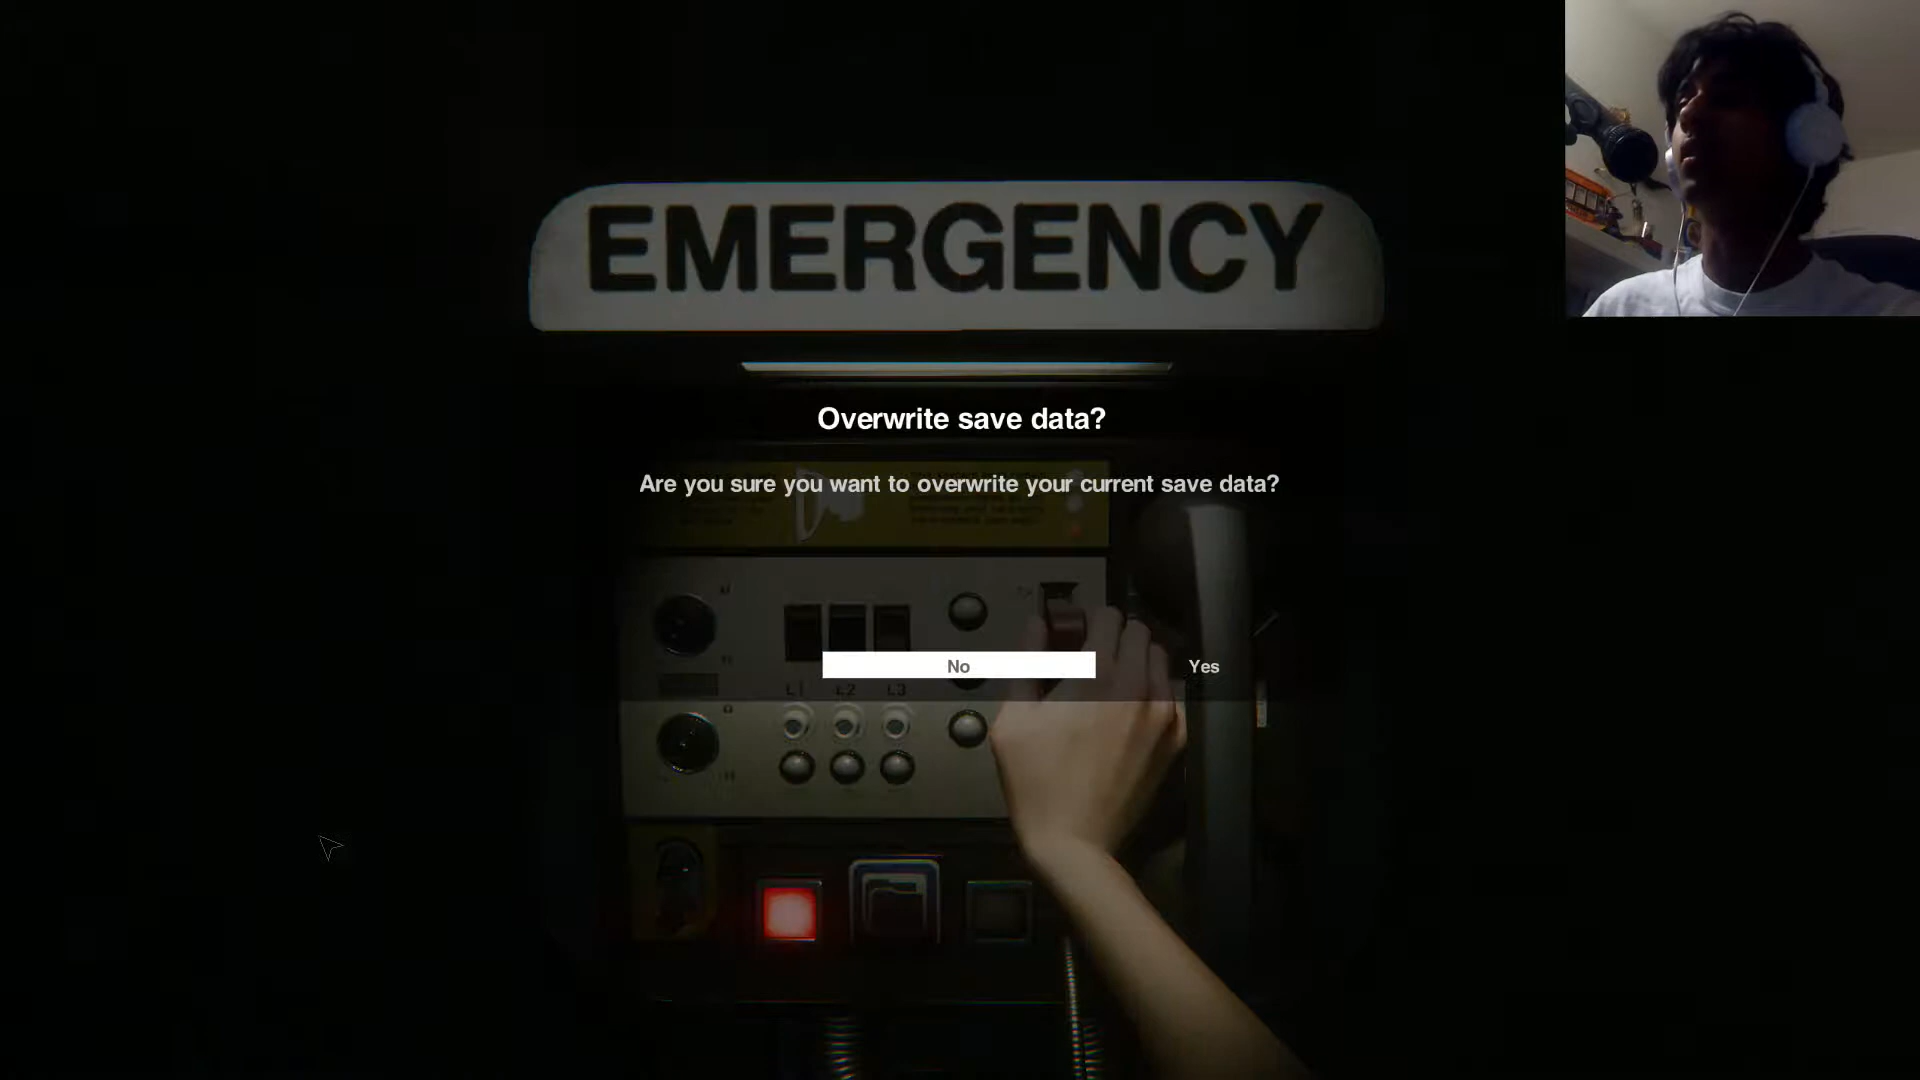 EMERGENCY
Overwrite save data?
Are you sure you want to overwrite your current save data?
No Yes
L1 L2 L3